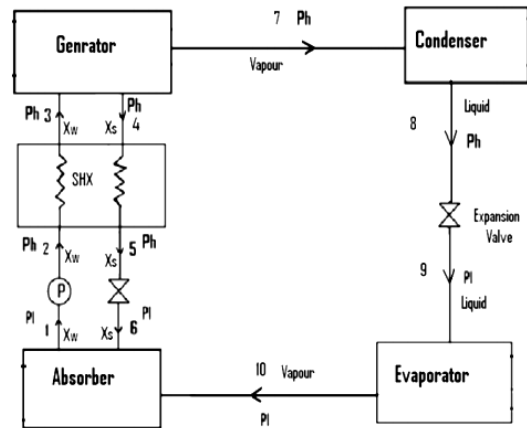 7 Ph
Genrator
Condenser
Vapour
Ph 3
Ph
4
Xw
Xs
Liquid
8
Ph
SHX
Expansion
Valve
Ph 2
Xw
5 Ph
Xs
9
Pl
Liquid
P
Pl
1
Xw
Pl
Xs
6
Absorber
10 Vapour
Pl
Evaporator